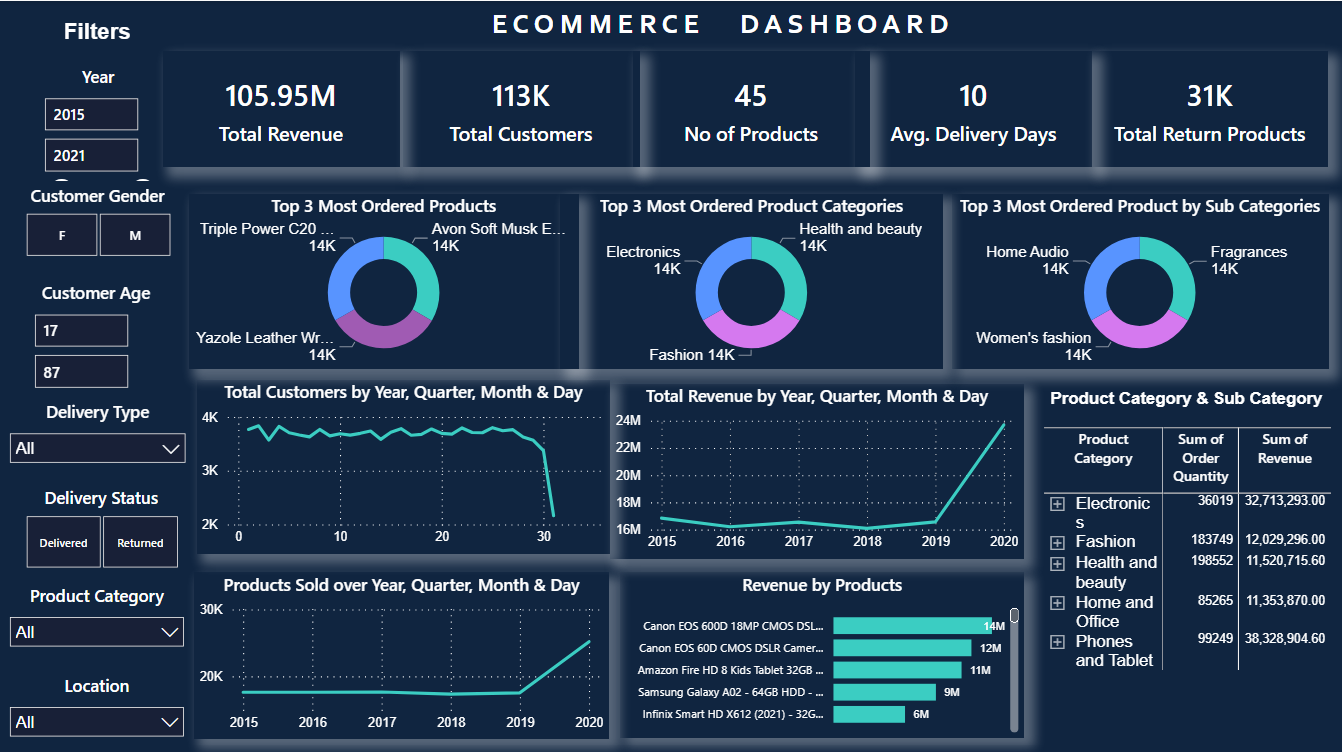 ECOMMERCE DASHBOARD
Filters
Year
2015
2021
Customer Gender
F
M
Customer Age
17
87
Delivery Type
All
Delivery Status
Delivered
Returned
Product Category
All
Location
All
105.95M
Total Revenue
113K
Total Customers
45
No of Products
10
Avg. Delivery Days
31K
Total Return Products
Top 3 Most Ordered Products
Triple Power C20 ...
14K
Avon Soft Musk E...
14K
Yazole Leather Wr...
14K
Top 3 Most Ordered Product Categories
Health and beauty
14K
Electronics
14K
Fashion 14K
Top 3 Most Ordered Product by Sub Categories
Home Audio
14K
Fragrances
14K
Women's fashion
14K
Total Customers by Year, Quarter, Month & Day
4K
3K
2K
0
10
20
30
Total Revenue by Year, Quarter, Month & Day
24M
22M
20M
18M
16M
2015
2016
2017
2018
2019
2020
Product Category & Sub Category
Product
Category
Sum of
Order
Quantity
Sum of
Revenue
Electronic
s
36019
32,713,293.00
Fashion
183749
12,029,296.00
Health and
beauty
198552
11,520,715.60
Home and
Office
85265
11,353,870.00
Phones
and Tablet
99249
38,328,904.60
Products Sold over Year, Quarter, Month & Day
30K
20K
2015
2016
2017
2018
2019
2020
Revenue by Products
Canon EOS 600D 18MP CMOS DSL...
14M
Canon EOS 60D CMOS DSLR Camer...
12M
Amazon Fire HD 8 Kids Tablet 32GB ...
11M
Samsung Galaxy A02 - 64GB HDD - ...
9M
Infinix Smart HD X612 (2021) - 32G...
6M